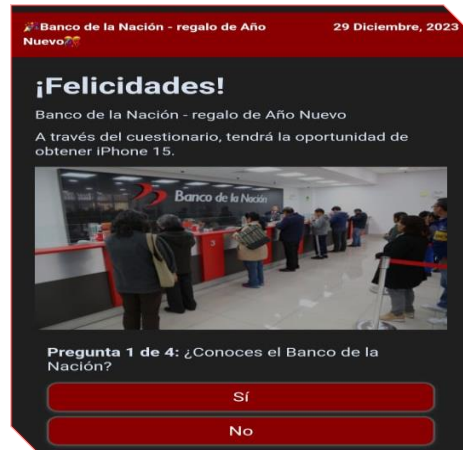 🎉Banco de la Nación - regalo de Año
Nuevo🎊
29 Diciembre, 2023
¡Felicidades!
Banco de la Nación - regalo de Año Nuevo
A través del cuestionario, tendrá la oportunidad de
obtener iPhone 15.
Banco de la Nación
Pregunta 1 de 4: ¿Conoces el Banco de la
Nación?
Sí
No